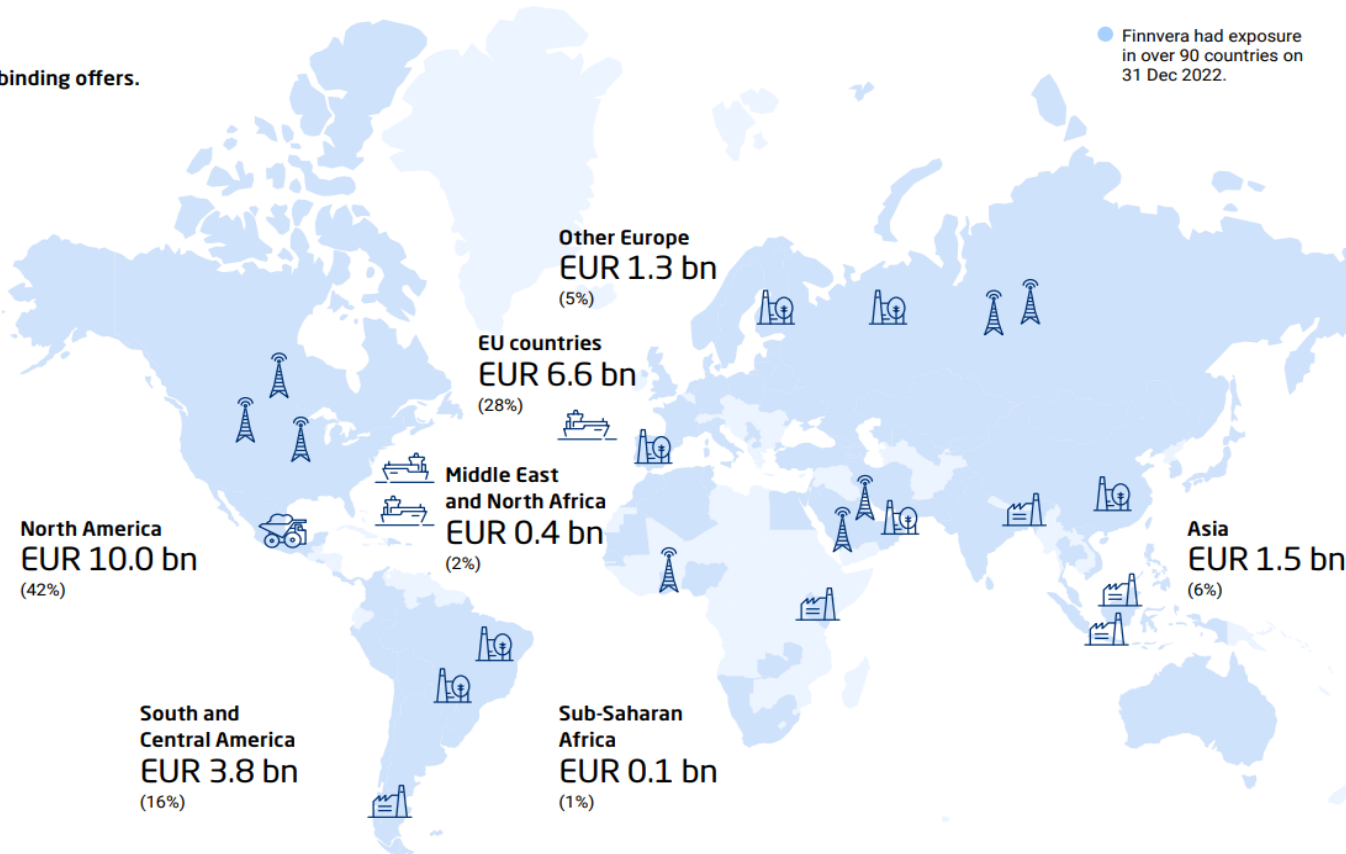 binding offers.
Finnvera had exposure
in over 90 countries on
31 Dec 2022.
Other Europe
EUR 1.3 bn
(5%)
EU countries
EUR 6.6 bn
(28%)
Middle East
and North Africa
EUR 0.4 bn
(2%)
North America
EUR 10.0 bn
(42%)
Asia
EUR 1.5 bn
(6%)
South and
Central America
EUR 3.8 bn
(16%)
Sub-Saharan
Africa
EUR 0.1 bn
(1%)